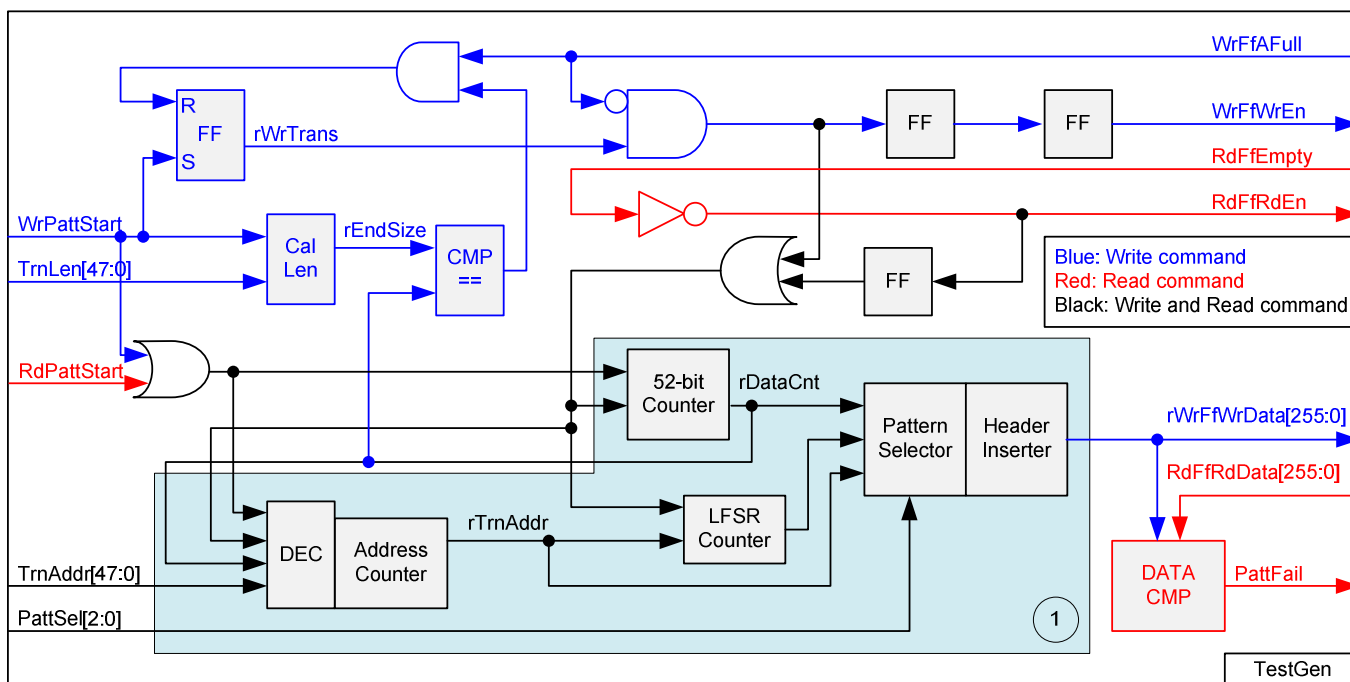 WrFfAFull
R
FF
S
rWrTrans
FF
FF
WrFfWrEn
RdFfEmpty
RdFfRdEn
WrPattStart
TrnLen[47:0]
Cal
Len
rEndSize
CMP
==
FF
Blue: Write command
Red: Read command
Black: Write and Read command
RdPattStart
52-bit
Counter
rDataCnt
Pattern
Selector
Header
Inserter
rWrFfWrData[255:0]
RdFfRdData[255:0]
DEC
Address
Counter
rTrnAddr
LFSR
Counter
TrnAddr[47:0]
PattSel[2:0]
DATA
CMP
PattFail
1
TestGen